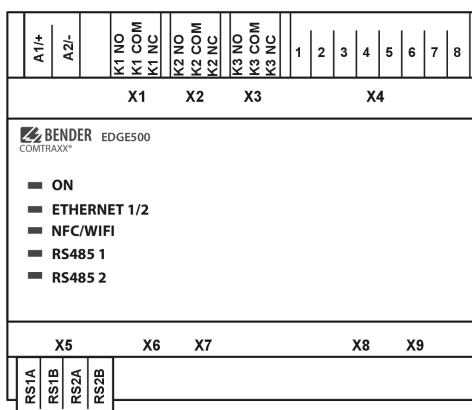 A1/+ A2/- K1 NO K1 COM K1 NC K2 NO K2 COM K2 NC K3 NO K3 COM K3 NC 1 2 3 4 5 6 7 8
X1 X2 X3 X4
BENDER EDGE500
COMTRAXX®
ON
ETHERNET 1/2
NFC/WIFI
RS485 1
RS485 2
X5 X6 X7 X8 X9
RS1A RS1B RS2A RS2B